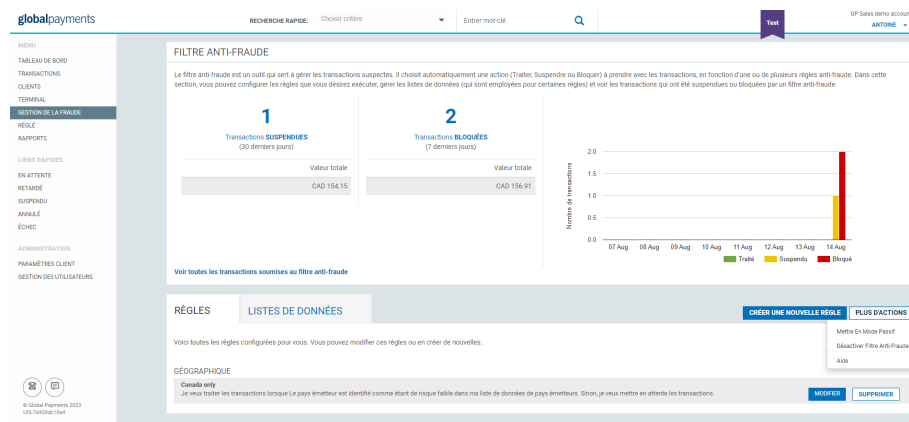 globalpayments
RECHERCHE RAPIDE: Choisir critère Entrer mot-clé
Test
GP Sales demo accoun
ANTOINE
MENU
TABLEAU DE BORD
TRANSACTIONS
CLIENTS
TERMINAL
GESTION DE LA FRAUDE
RÉGLÉ
RAPPORTS
LIENS RAPIDES
EN ATTENTE
RETARDÉ
SUSPENDU
ANNULÉ
ÉCHEC
ADMINISTRATION
PARAMÈTRES CLIENT
GESTION DES UTILISATEURS
© Global Payments 2023
FILTRE ANTI-FRAUDE
Le filtre anti-fraude est un outil qui sert à gérer les transactions suspectes. Il choisit automatiquement une action (Traiter, Suspendre ou Bloquer) à prendre avec les transactions, en fonction d'une ou de plusieurs règles anti-fraude. Dans cette
section, vous pouvez configurer les règles que vous désirez exécuter, gérer les listes de données (qui sont employées pour certaines règles) et voir les transactions qui ont été suspendues ou bloquées par un filtre anti-fraude.
1
Transactions SUSPENDUES
(30 derniers jours)
Valeur totale
CAD 154.15
2
Transactions BLOQUÉES
(7 derniers jours)
Valeur totale
CAD 156.91
Nombre de transactions
2.0
1.5
1.0
0.5
0.0
07 Aug 08 Aug 09 Aug 10 Aug 11 Aug 12 Aug 13 Aug 14 Aug
Traité Suspendu Bloqué
Voir toutes les transactions soumises au filtre anti-fraude
RÈGLES LISTES DE DONNÉES
CRÉER UNE NOUVELLE RÈGLE PLUS D'ACTIONS
Mettre En Mode Passif
Désactiver Filtre Anti-Fraude
Aide
Voici toutes les règles configurées pour vous. Vous pouvez modifier ces règles ou en créer de nouvelles.
GÉOGRAPHIQUE
Canada only
Je veux traiter les transactions lorsque Le pays émetteur est identifié comme étant de risque faible dans ma liste de données de pays émetteurs. Sinon, je veux mettre en attente les transactions.
MODIFIER SUPPRIMER